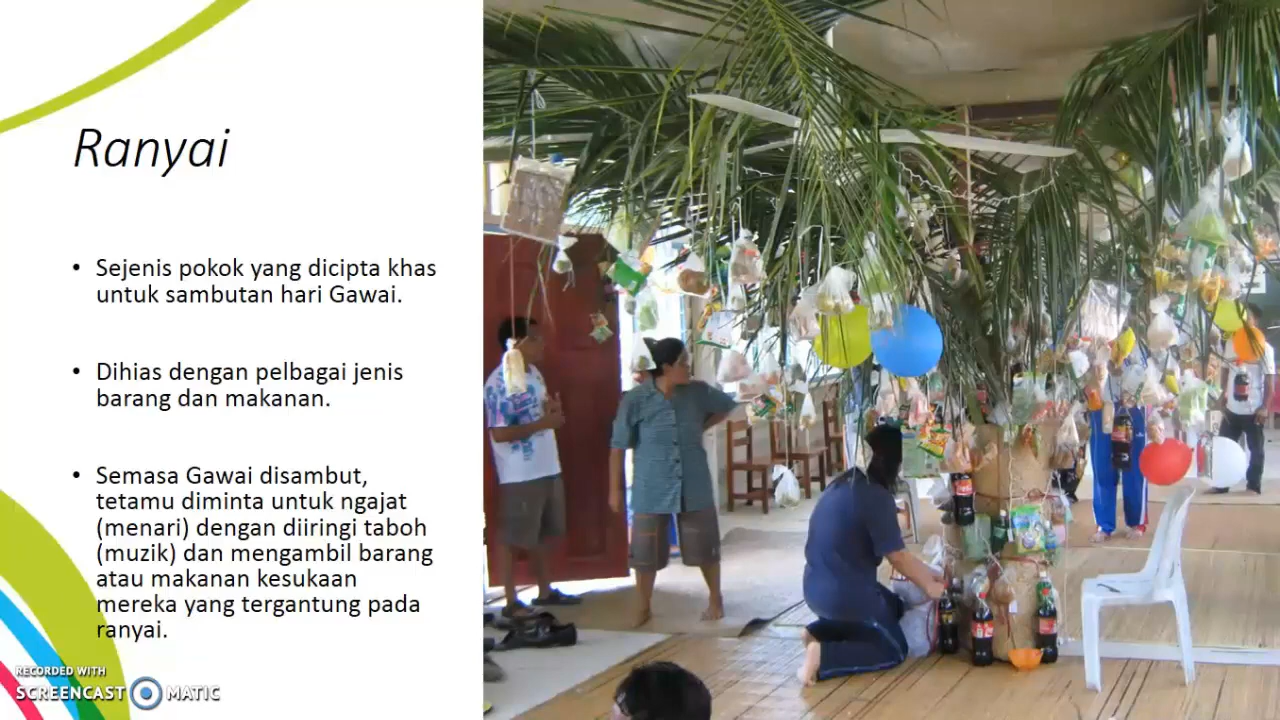 Ranyai
• Sejenis pokok yang dicipta khas
untuk sambutan hari Gawai.
• Dihias dengan pelbagai jenis
barang dan makanan.
• Semasa Gawai disambut,
tetamu diminta untuk ngajat
(menari) dengan diiringi taboh
(muzik) dan mengambil barang
atau makanan kesukaan
mereka yang tergantung pada
ranyai.
RECORDED WITH
SCREENCAST MATIC